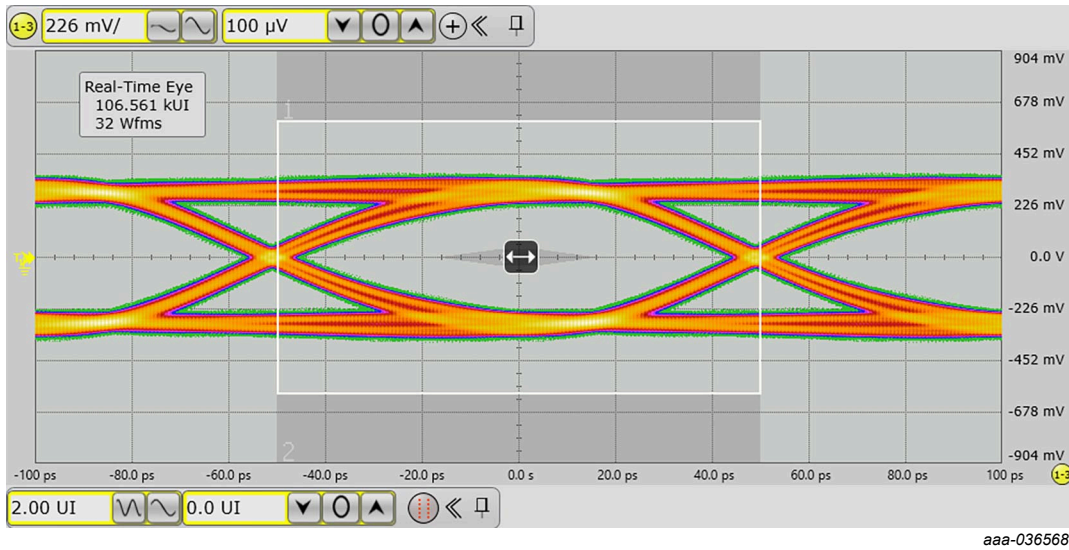 1-3 226 mV/ 100 µV 0
904 mV
Real-Time Eye
106.561 kUI
32 Wfms
1
678 mV
452 mV
226 mV
T 0.0 V
-226 mV
-452 mV
-678 mV
2
-904 mV
-100 ps -80.0 ps -60.0 ps -40.0 ps -20.0 ps 0.0 s 20.0 ps 40.0 ps 60.0 ps 80.0 ps 100 ps 1-3
2.00 UI 0.0 UI 0
aaa-036568